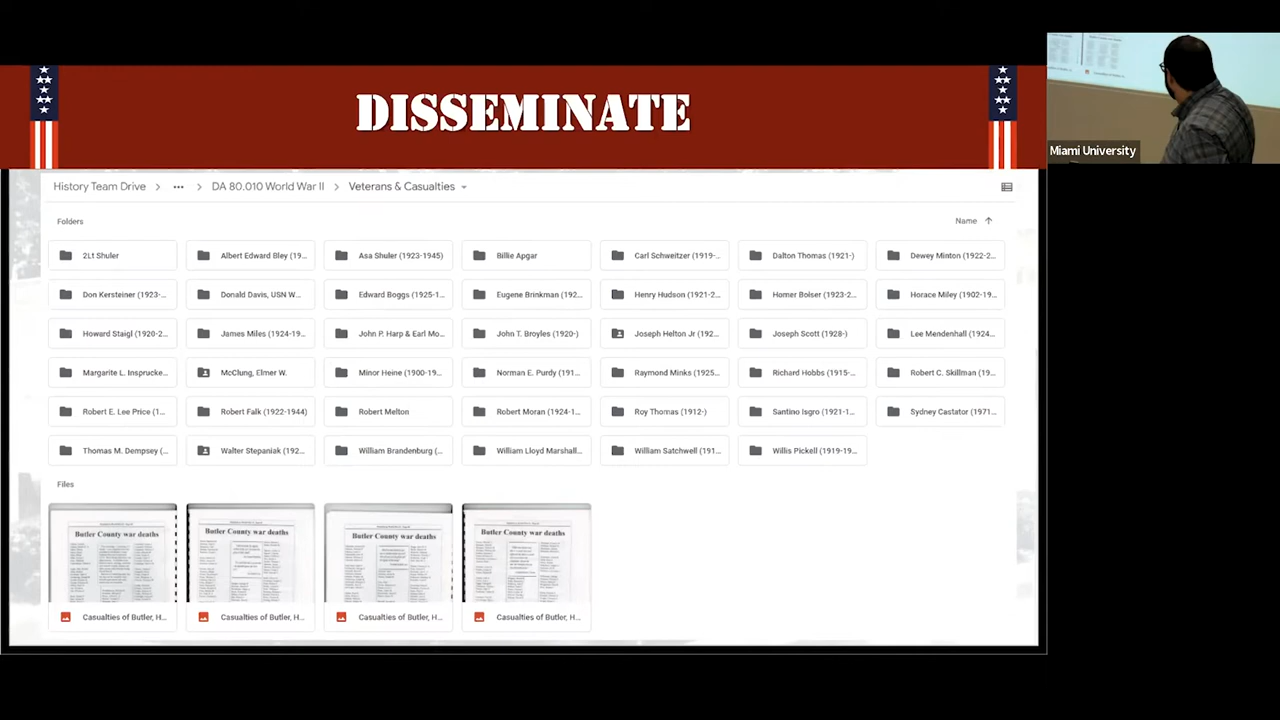 DISSEMINATE
Miami University
History Team Drive > ••• > DA 80.010 World War II > Veterans & Casualties
Folders
Name
2Lt Shuler
Albert Edward Bley (19...
Asa Shuler (1923-1945)
Billie Apgar
Carl Schweitzer (1919-...
Dalton Thomas (1921-)
Dewey Minton (1922-2...
Don Kersteiner (1923-...
Donald Davis, USN W...
Edward Boggs (1925-1...
Eugene Brinkman (192...
Henry Hudson (1921-2...
Homer Bolser (1923-2...
Horace Miley (1902-19...
Howard Staigl (1920-2...
James Miles (1924-19...
John P. Harp & Earl Mo...
John T. Broyles (1920-)
Joseph Helton Jr (192...
Joseph Scott (1928-)
Lee Mendenhall (1924...
Margarite L. Insprucke...
McClung, Elmer W.
Minor Heine (1900-19...
Norman E. Purdy (191...
Raymond Minks (1925...
Richard Hobbs (1915-...
Robert C. Skillman (19...
Robert E. Lee Price (1...
Robert Falk (1922-1944)
Robert Melton
Robert Moran (1924-1...
Roy Thomas (1912-)
Santino Isgro (1921-1...
Sydney Castator (1971...
Thomas M. Dempsey (...
Walter Stepaniak (192...
William Brandenburg (...
William Lloyd Marshall...
William Satchwell (191...
Willis Pickell (1919-19...
Files
Butler County war deaths
Butler County war deaths
Butler County war deaths
Butler County war deaths
Casualties of Butler, H...
Casualties of Butler, H...
Casualties of Butler, H...
Casualties of Butler, H...